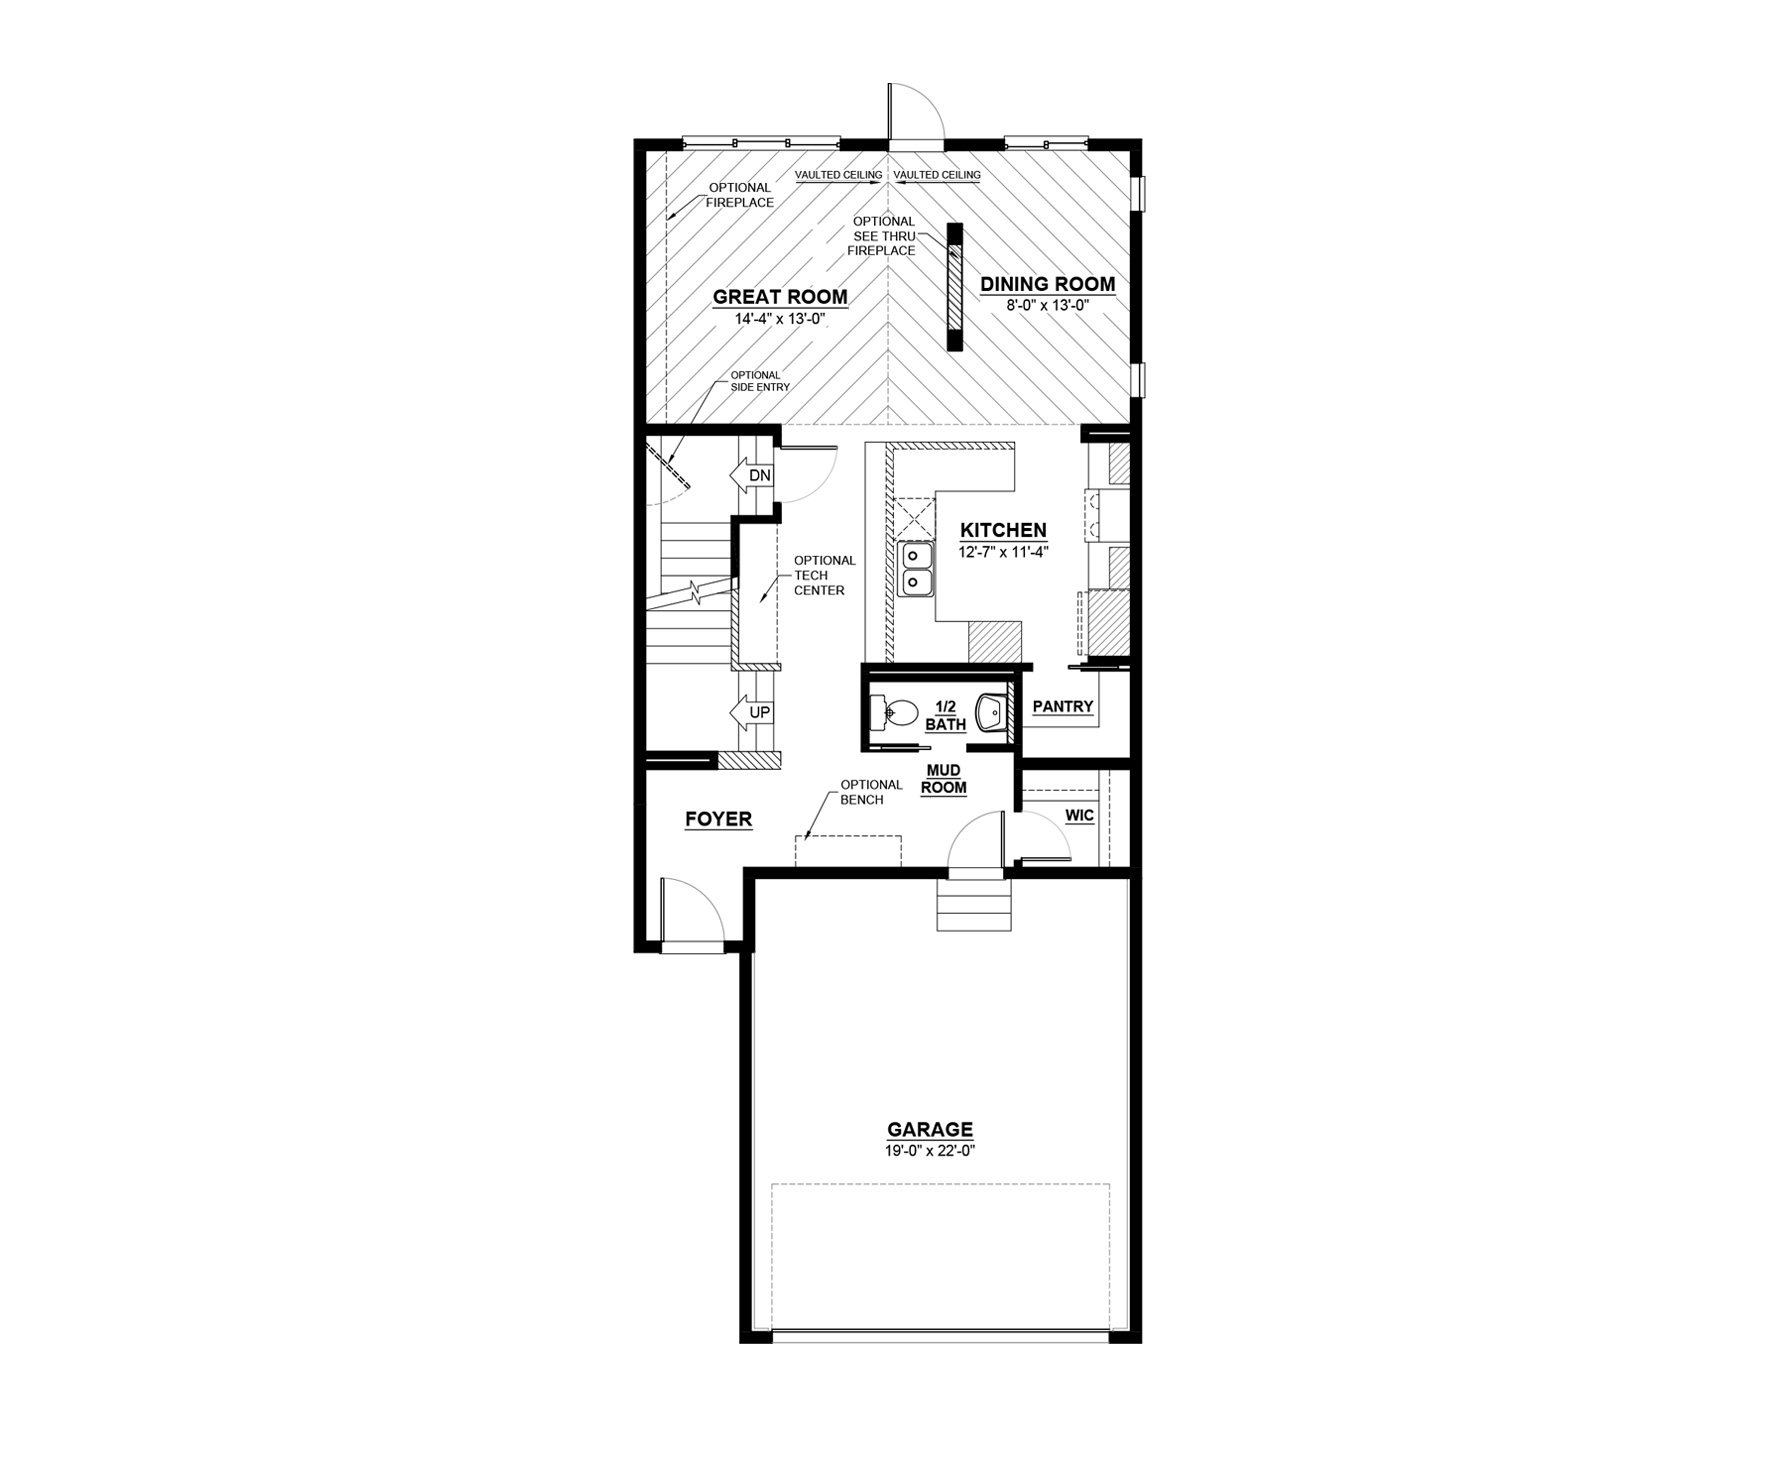 VAULTED CEILING
VAULTED CEILING
OPTIONAL
FIREPLACE
OPTIONAL
SEE THRU
FIREPLACE
GREAT ROOM
14'-4" x 13'-0"
DINING ROOM
8'-0" x 13'-0"
OPTIONAL
SIDE ENTRY
DN
KITCHEN
12'-7" x 11'-4"
OPTIONAL
TECH
CENTER
UP
1/2
BATH
PANTRY
MUD
ROOM
OPTIONAL
BENCH
FOYER
WIC
GARAGE
19'-0" x 22'-0"